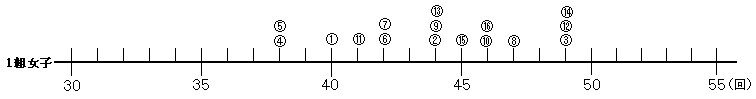 ⑬ ⑭
⑤ ⑦ ⑨ ⑯ ⑫
④ ① ⑪ ⑥ ② ⑮ ⑩ ⑧ ③
1組女子
30 35 40 45 50 55(回)